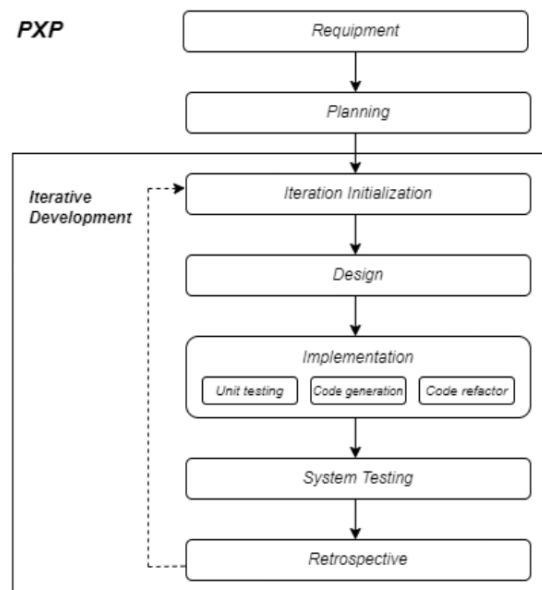 PXP
Requipment
Planning
Iterative
Development
Iteration Initialization
Design
Implementation
Unit testing
Code generation
Code refactor
System Testing
Retrospective